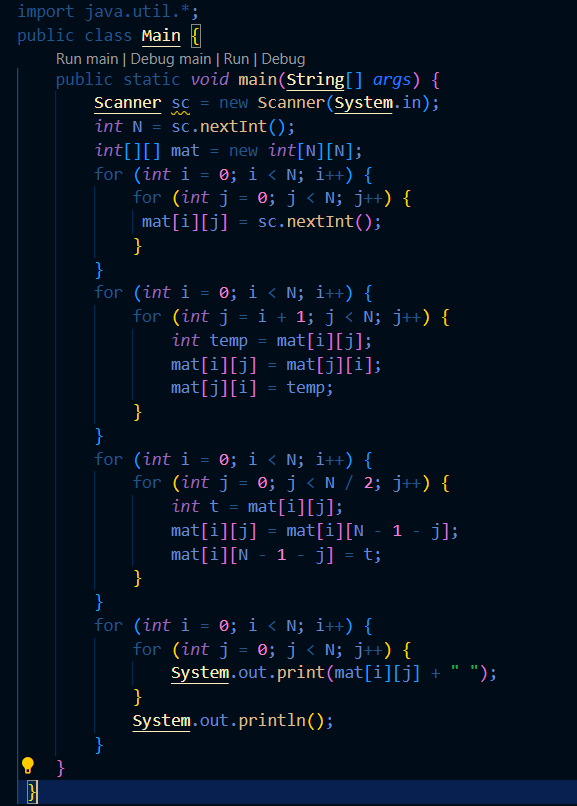 import java.util.*;
public class Main {
Run main | Debug main | Run | Debug
    public static void main(String[] args) {
        Scanner sc = new Scanner(System.in);
        int N = sc.nextInt();
        int[][] mat = new int[N][N];
        for (int i = 0; i < N; i++) {
            for (int j = 0; j < N; j++) {
             mat[i][j] = sc.nextInt();
            }
        }
        for (int i = 0; i < N; i++) {
            for (int j = i + 1; j < N; j++) {
                int temp = mat[i][j];
                mat[i][j] = mat[j][i];
                mat[j][i] = temp;
            }
        }
        for (int i = 0; i < N; i++) {
            for (int j = 0; j < N / 2; j++) {
                int t = mat[i][j];
                mat[i][j] = mat[i][N - 1 - j];
                mat[i][N - 1 - j] = t;
            }
        }
        for (int i = 0; i < N; i++) {
            for (int j = 0; j < N; j++) {
                System.out.print(mat[i][j] + " ");
            }
            System.out.println();
        }
    }
}